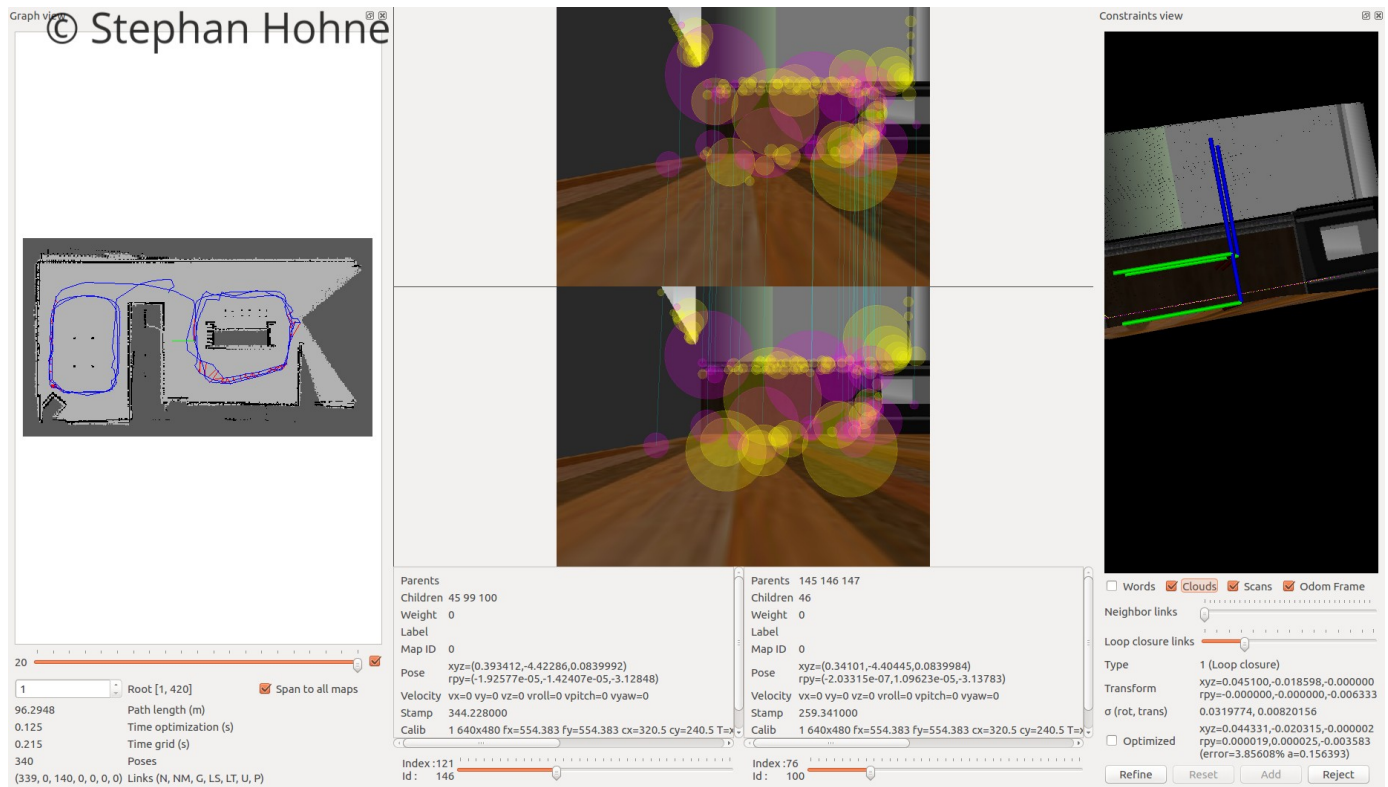 Graph view
© Stephan Hohne
Constraints view
20
1 Root [1, 420] Span to all maps
96.2948 Path length (m)
0.125 Time optimization (s)
0.215 Time grid (s)
340 Poses
(339, 0, 140, 0, 0, 0, 0) Links (N, NM, G, LS, LT, U, P)
Parents
Children 45 99 100
Weight 0
Label
Map ID 0
Pose xyz=(0.393412,-4.42286,0.0839992)
rpy=(-1.92577e-05,-1.42407e-05,-3.12848)
Velocity vx=0 vy=0 vz=0 vroll=0 vpitch=0 vyaw=0
Stamp 344.228000
Calib 1 640x480 fx=554.383 fy=554.383 cx=320.5 cy=240.5 T=x
Index :121
Id : 146
Parents 145 146 147
Children 46
Weight 0
Label
Map ID 0
Pose xyz=(0.34101,-4.40445,0.0839984)
rpy=(-2.03315e-07,1.09623e-05,-3.13783)
Velocity vx=0 vy=0 vz=0 vroll=0 vpitch=0 vyaw=0
Stamp 259.341000
Calib 1 640x480 fx=554.383 fy=554.383 cx=320.5 cy=240.5 T=x
Index :76
Id : 100
Words Clouds Scans Odom Frame
Neighbor links
Loop closure links
Type 1 (Loop closure)
Transform xyz=0.045100,-0.018598,-0.000000
rpy=-0.000000,-0.000000,-0.006333
σ (rot, trans) 0.0319774, 0.00820156
Optimized xyz=0.044331,-0.020315,-0.000002
rpy=0.000019,0.000025,-0.003583
(error=3.85608% a=0.156393)
Refine Reset Add Reject